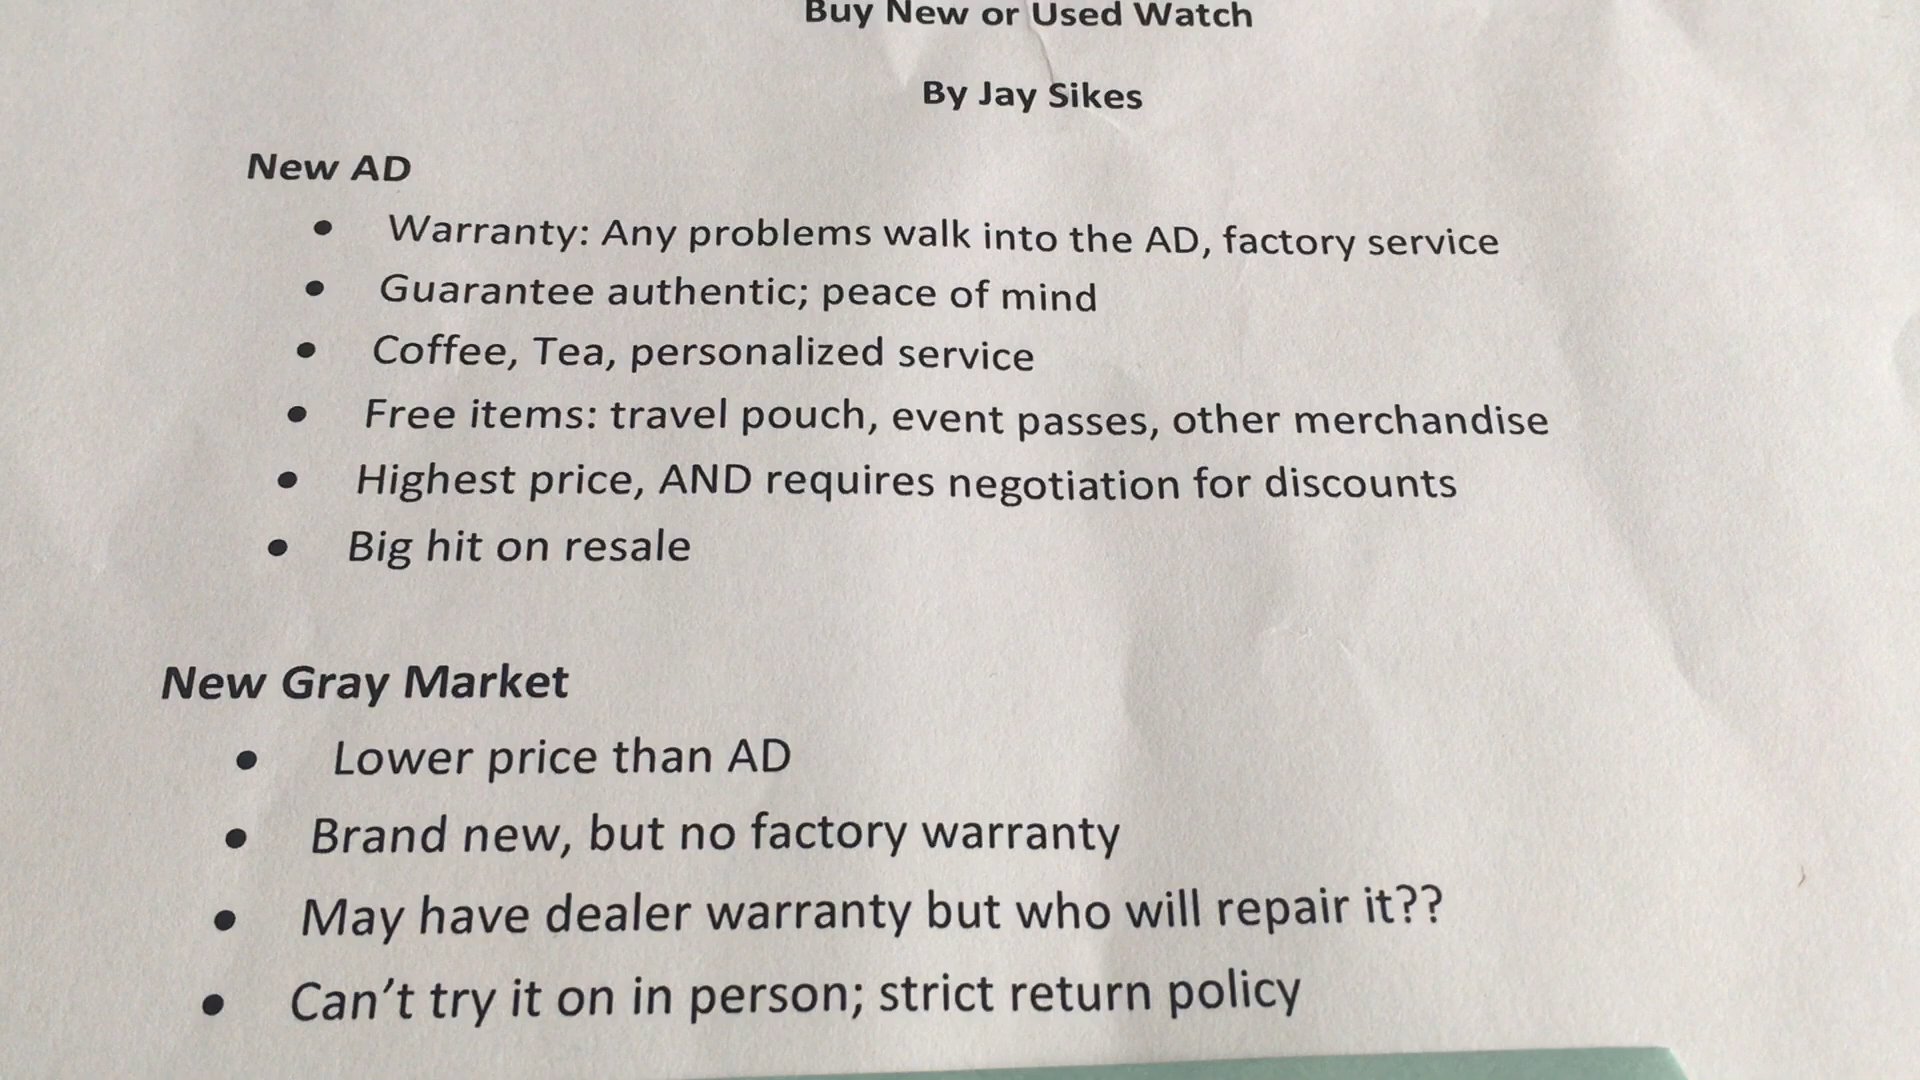 Buy New or Used Watch
By Jay Sikes
New AD
• Warranty: Any problems walk into the AD, factory service
• Guarantee authentic; peace of mind
• Coffee, Tea, personalized service
• Free items: travel pouch, event passes, other merchandise
• Highest price, AND requires negotiation for discounts
• Big hit on resale
New Gray Market
• Lower price than AD
• Brand new, but no factory warranty
• May have dealer warranty but who will repair it??
• Can't try it on in person; strict return policy